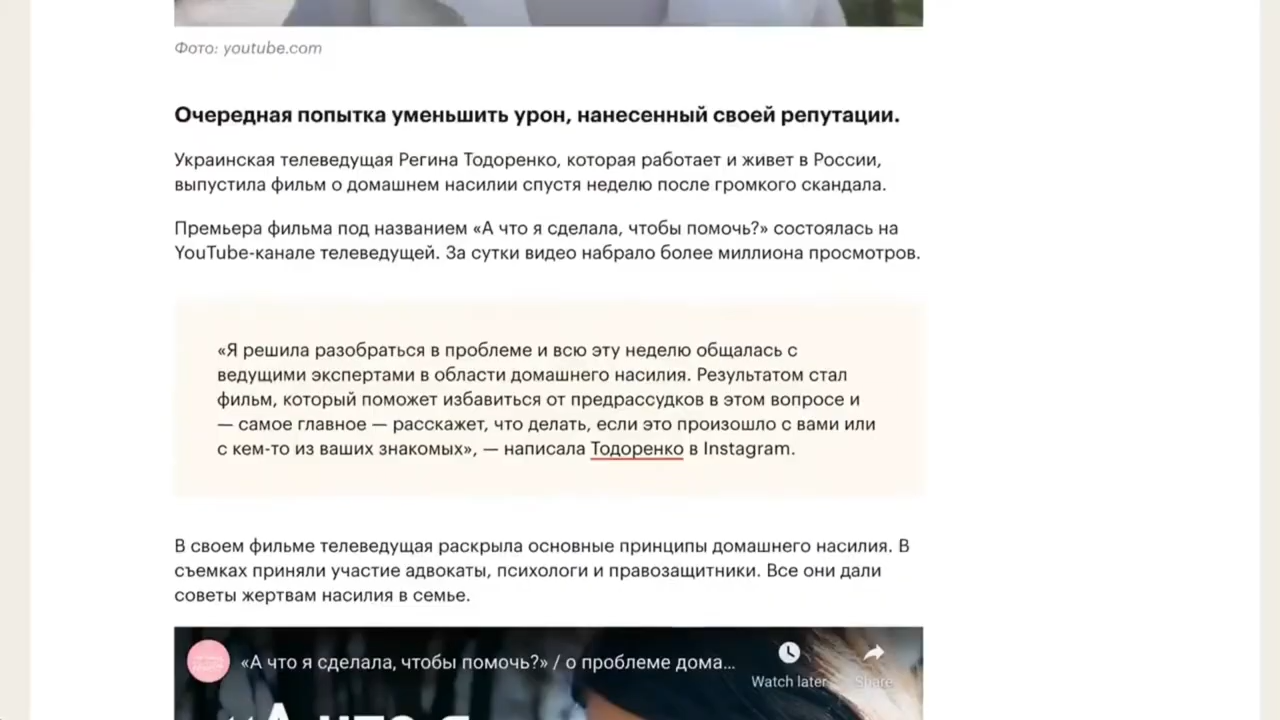 Фото: youtube.com
Очередная попытка уменьшить урон, нанесенный своей репутации.
Украинская телеведущая Регина Тодоренко, которая работает и живет в России,
выпустила фильм о домашнем насилии спустя неделю после громкого скандала.
Премьера фильма под названием «А что я сделала, чтобы помочь?» состоялась на
YouTube-канале телеведущей. За сутки видео набрало более миллиона просмотров.
«Я решила разобраться в проблеме и всю эту неделю общалась с
ведущими экспертами в области домашнего насилия. Результатом стал
фильм, который поможет избавиться от предрассудков в этом вопросе и
— самое главное — расскажет, что делать, если это произошло с вами или
с кем-то из ваших знакомых», — написала Тодоренко в Instagram.
В своем фильме телеведущая раскрыла основные принципы домашнего насилия. В
съемках приняли участие адвокаты, психологи и правозащитники. Все они дали
советы жертвам насилия в семье.
«А что я сделала, чтобы помочь?» / о проблеме дома...
Watch later
Share
«А что я